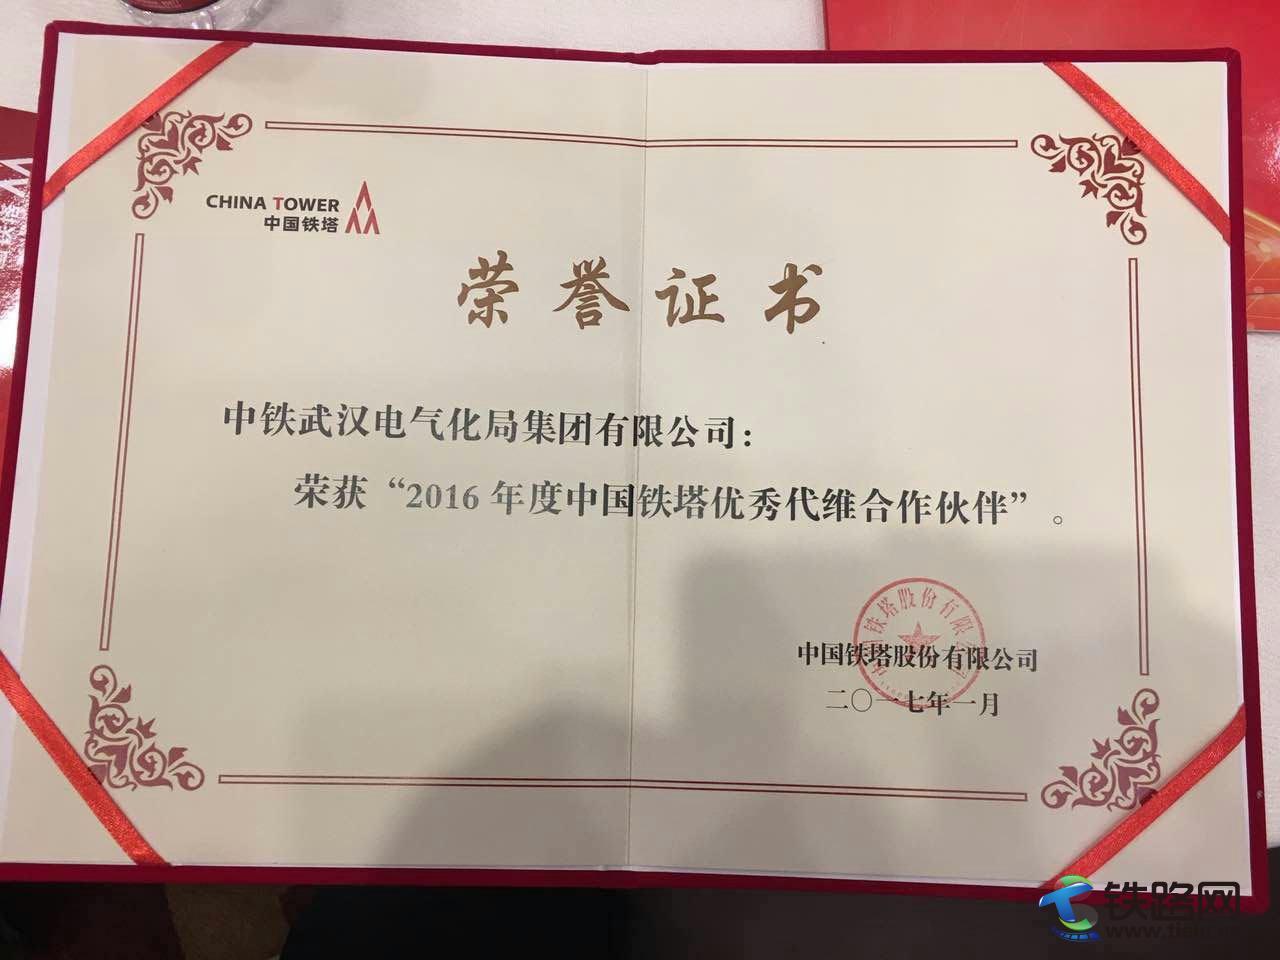 CHINA TOWER
中国铁塔
荣誉证书
中铁武汉电气化局集团有限公司：
荣获“2016年度中国铁塔优秀代维合作伙伴”。
中国铁塔股份有限公司
二〇一七年一月
铁路网